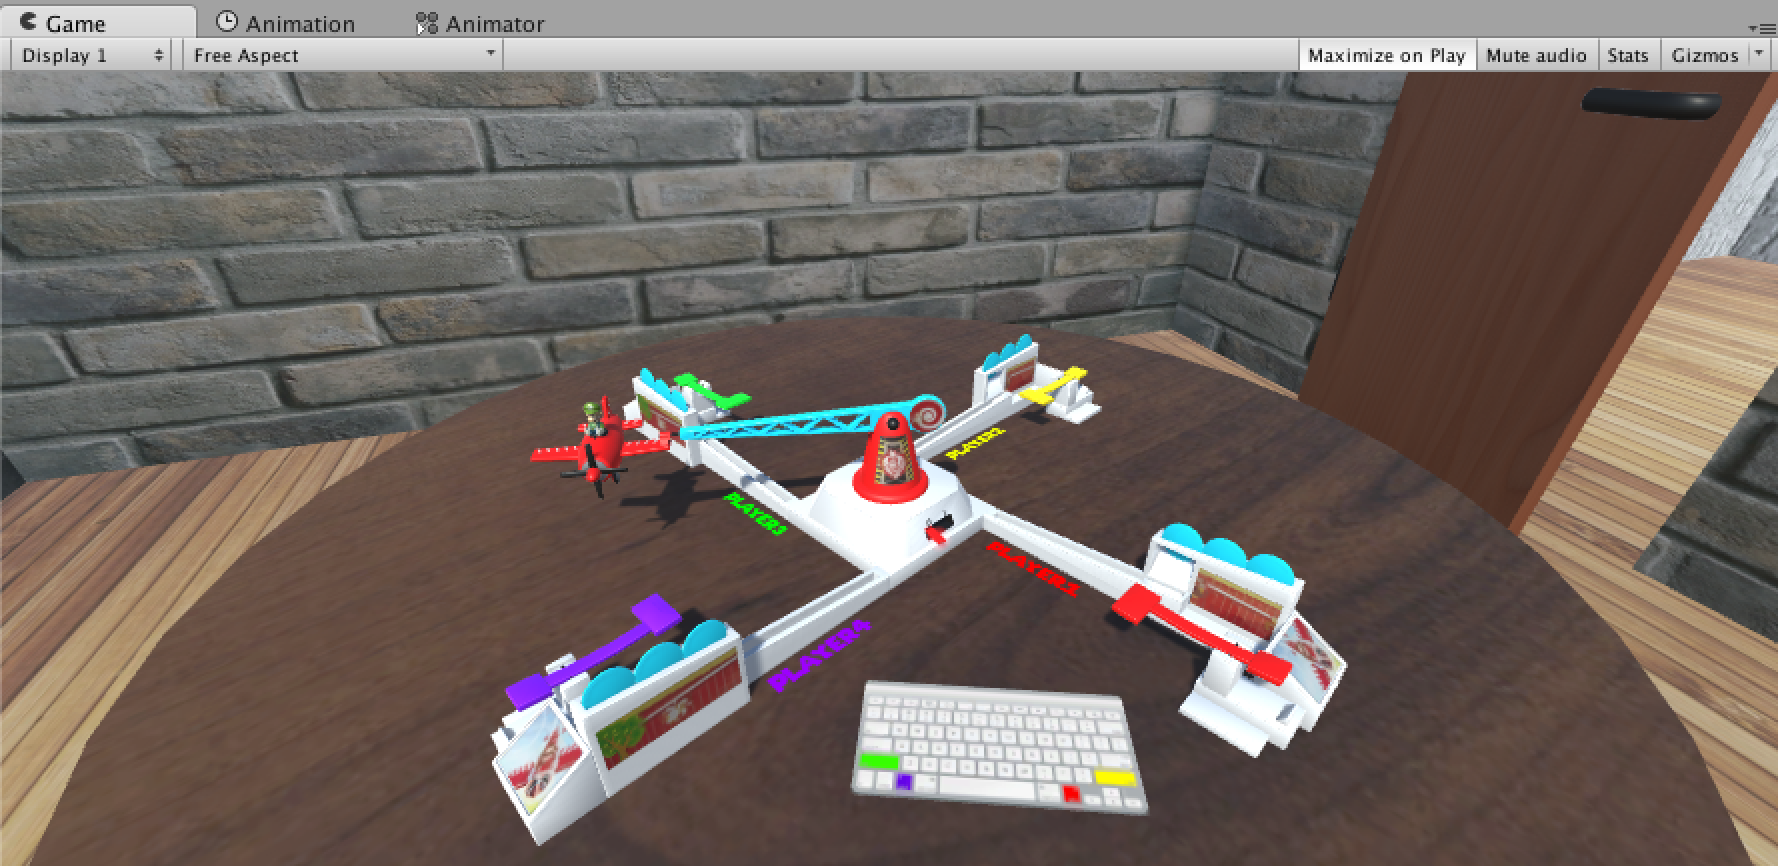 Game
Animation
Animator
Display 1
Free Aspect
Maximize on Play
Mute audio
Stats
Gizmos
PLAYER2
PLAYER3
PLAYER1
PLAYER4